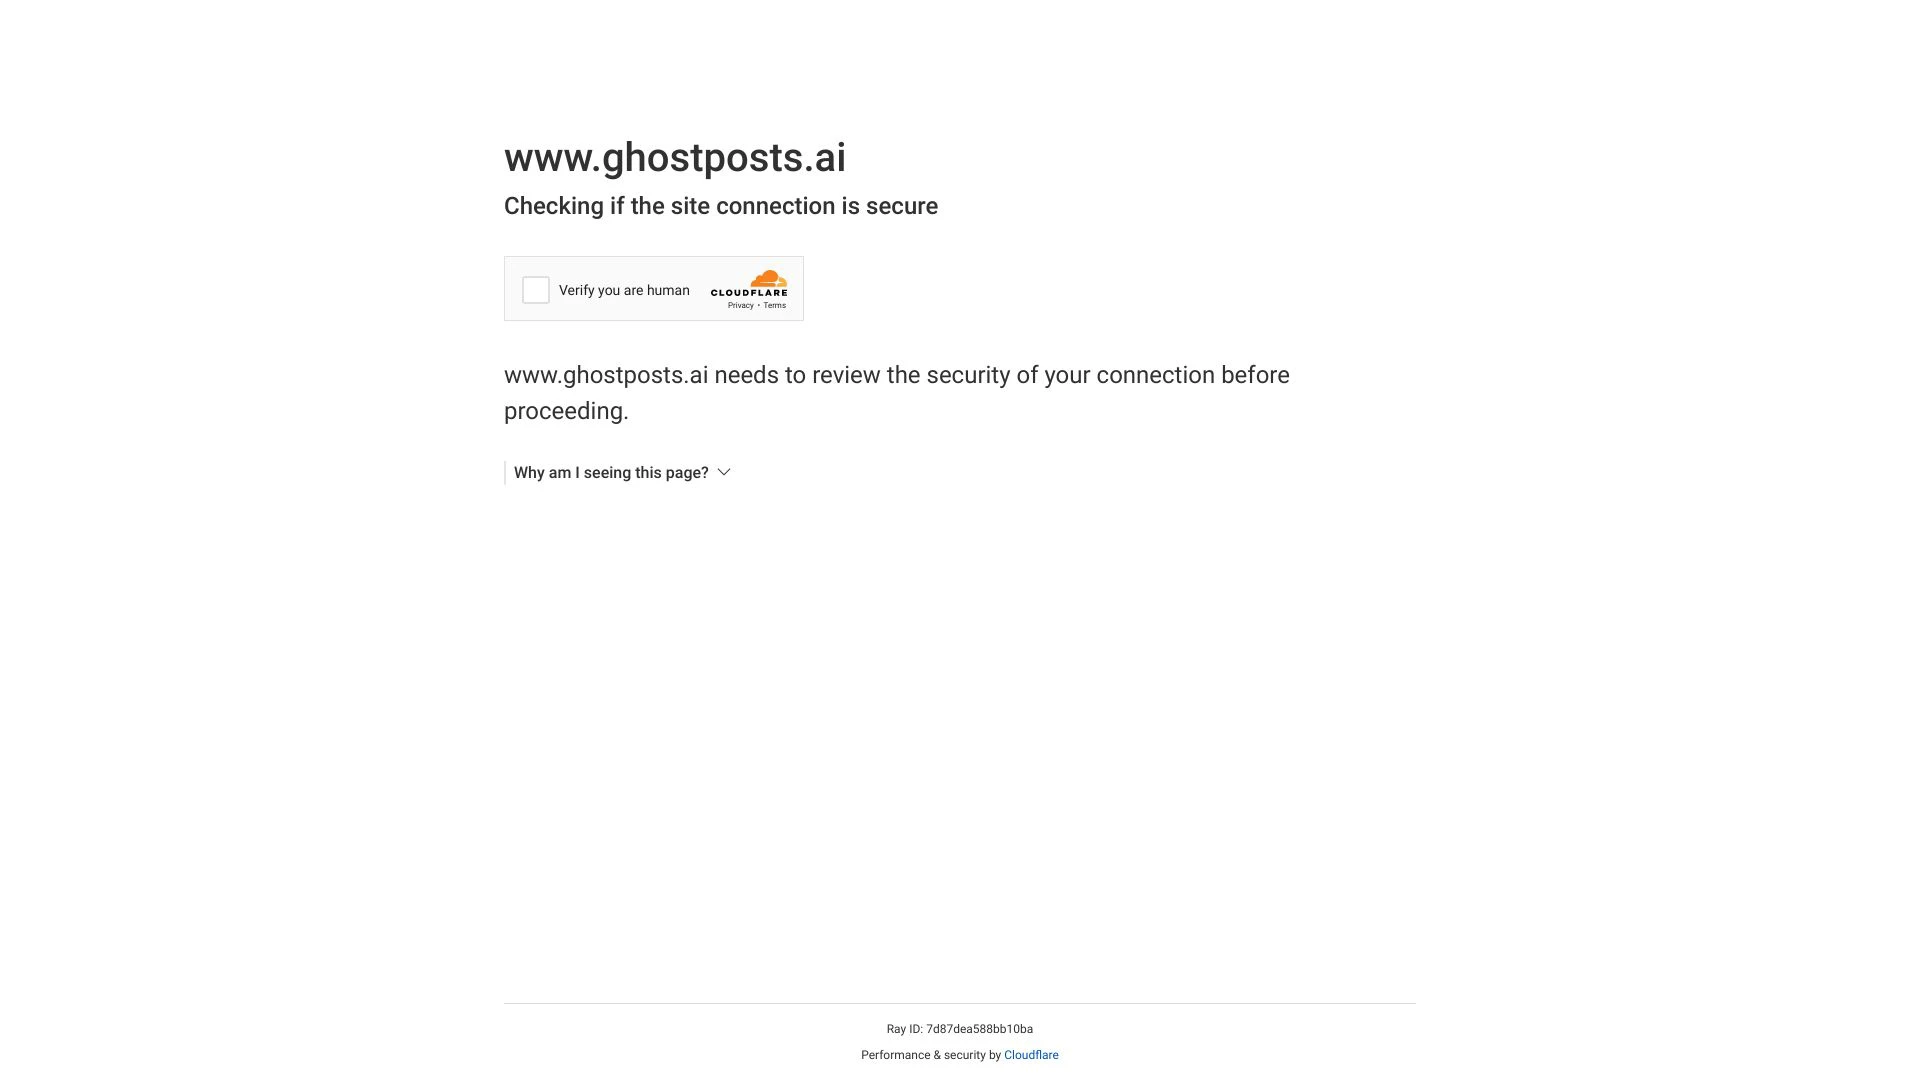 www.ghostposts.ai
Checking if the site connection is secure
Verify you are human
CLOUDFLARE
Privacy • Terms
www.ghostposts.ai needs to review the security of your connection before
proceeding.
Why am I seeing this page?
Ray ID: 7d87dea588bb10ba
Performance & security by Cloudflare